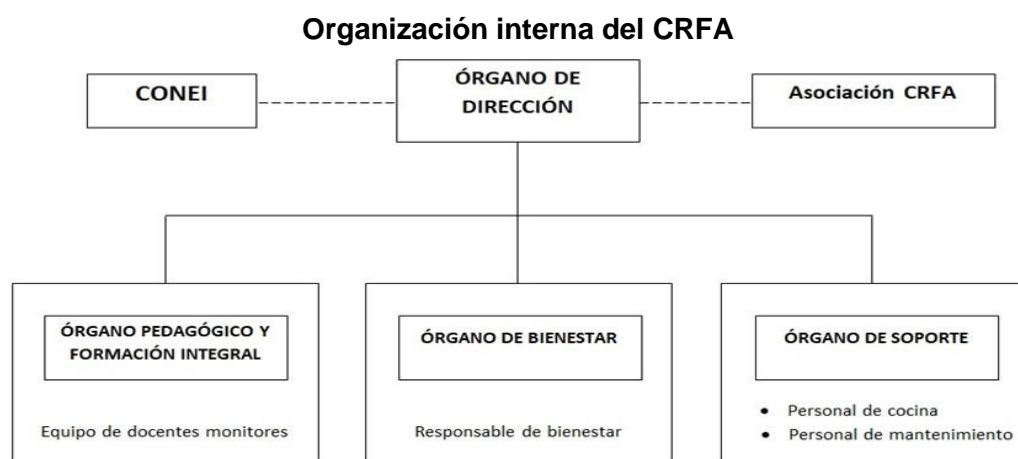 Organización interna del CRFA
CONEI
ÓRGANO DE
DIRECCIÓN
Asociación CRFA
ÓRGANO PEDAGÓGICO Y
FORMACIÓN INTEGRAL
Equipo de docentes monitores
ÓRGANO DE BIENESTAR
Responsable de bienestar
ÓRGANO DE SOPORTE
• Personal de cocina
• Personal de mantenimiento